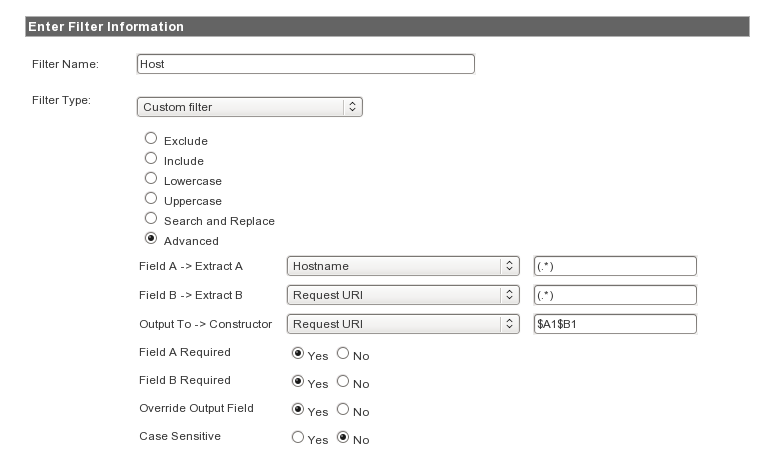 Enter Filter Information
Filter Name: Host
Filter Type: Custom filter
Exclude
Include
Lowercase
Uppercase
Search and Replace
Advanced
Field A -> Extract A Hostname (.*)
Field B -> Extract B Request URI (.*)
Output To -> Constructor Request URI $A1$B1
Field A Required Yes No
Field B Required Yes No
Override Output Field Yes No
Case Sensitive Yes No